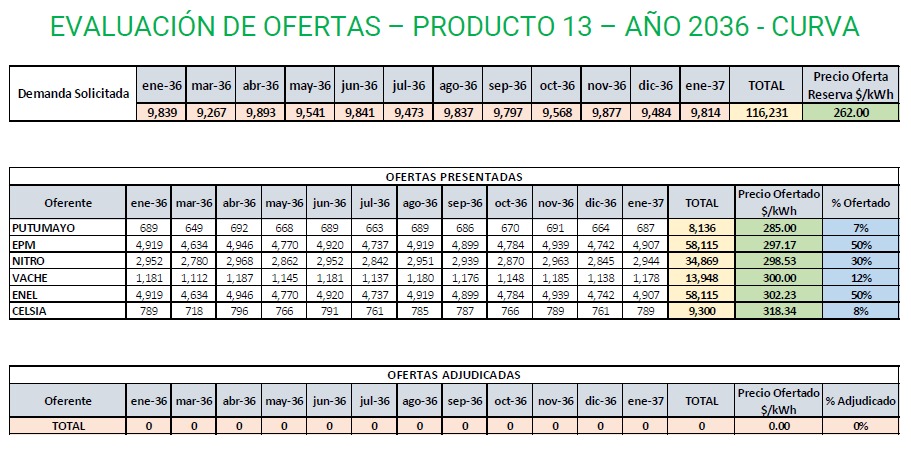 EVALUACIÓN DE OFERTAS – PRODUCTO 13 – AÑO 2036 - CURVA
Demanda Solicitada ene-36 mar-36 abr-36 may-36 jun-36 jul-36 ago-36 sep-36 oct-36 nov-36 dic-36 ene-37 TOTAL Precio Oferta Reserva $/kWh
9,839 9,267 9,893 9,541 9,841 9,473 9,837 9,797 9,568 9,877 9,484 9,814 116,231 262.00
OFERTAS PRESENTADAS
Oferente ene-36 mar-36 abr-36 may-36 jun-36 jul-36 ago-36 sep-36 oct-36 nov-36 dic-36 ene-37 TOTAL Precio Ofertado $/kWh % Ofertado
PUTUMAYO 689 649 692 668 689 663 689 686 670 691 664 687 8,136 285.00 7%
EPM 4,919 4,634 4,946 4,770 4,920 4,737 4,919 4,899 4,784 4,939 4,742 4,907 58,115 297.17 50%
NITRO 2,952 2,780 2,968 2,862 2,952 2,842 2,951 2,939 2,870 2,963 2,845 2,944 34,869 298.53 30%
VACHE 1,181 1,112 1,187 1,145 1,181 1,137 1,180 1,176 1,148 1,185 1,138 1,178 13,948 300.00 12%
ENEL 4,919 4,634 4,946 4,770 4,920 4,737 4,919 4,899 4,784 4,939 4,742 4,907 58,115 302.23 50%
CELSIA 789 718 796 766 791 761 785 787 766 789 761 789 9,300 318.34 8%
OFERTAS ADJUDICADAS
Oferente ene-36 mar-36 abr-36 may-36 jun-36 jul-36 ago-36 sep-36 oct-36 nov-36 dic-36 ene-37 TOTAL Precio Ofertado $/kWh % Adjudicado
TOTAL 0 0 0 0 0 0 0 0 0 0 0 0 0 0.00 0%